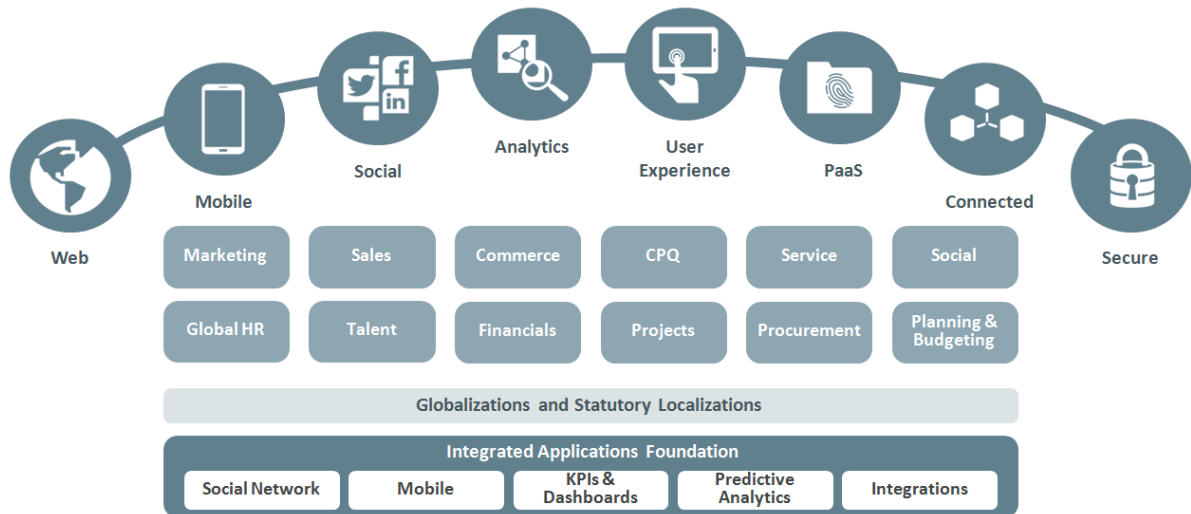 f
in
Analytics
User
Experience
Social
PaaS
Mobile
Connected
Web
Secure
Marketing
Sales
Commerce
CPQ
Service
Social
Global HR
Talent
Financials
Projects
Procurement
Planning &
Budgeting
Globalizations and Statutory Localizations
Integrated Applications Foundation
Social Network
Mobile
KPIs &
Dashboards
Predictive
Analytics
Integrations